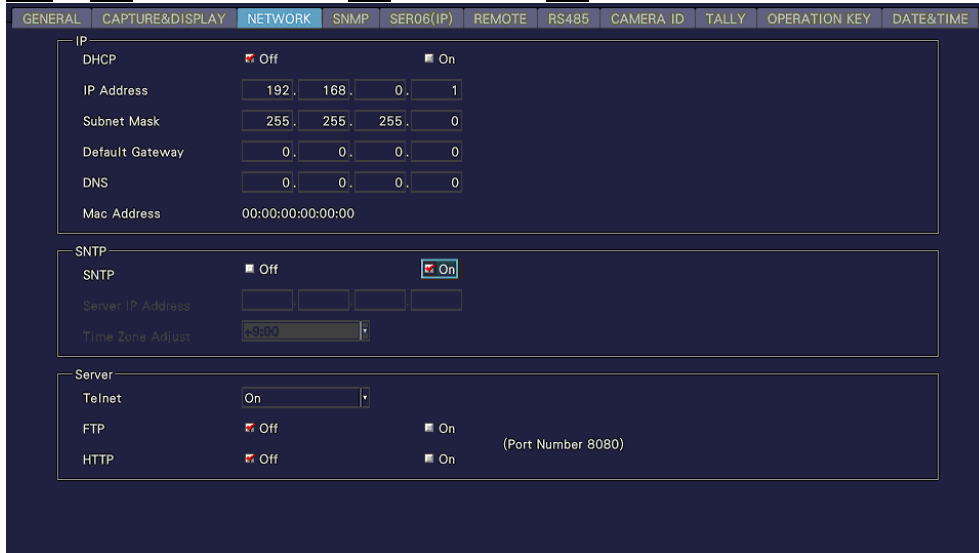 GENERAL CAPTURE&DISPLAY NETWORK SNMP SER06(IP) REMOTE RS485 CAMERA ID TALLY OPERATION KEY DATE&TIME
IP
DHCP Off On
IP Address 192. 168. 0. 1
Subnet Mask 255. 255. 255. 0
Default Gateway 0. 0. 0. 0
DNS 0. 0. 0. 0
Mac Address 00:00:00:00:00:00
SNTP
SNTP Off On
Server IP Address . . .
Time Zone Adjust +9:00
Server
Telnet On
FTP Off On
(Port Number 8080)
HTTP Off On